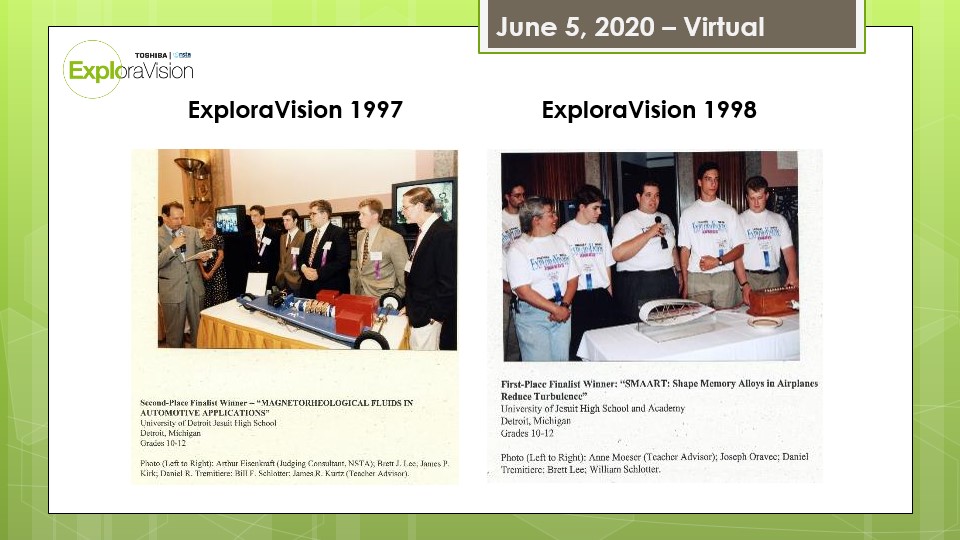 June 5, 2020 – Virtual
TOSHIBA | nsta
ExploraVision
ExploraVision 1997
ExploraVision 1998
Second-Place Finalist Winner – “MAGNETORHEOLOGICAL FLUIDS IN
AUTOMOTIVE APPLICATIONS”
University of Detroit Jesuit High School
Detroit, Michigan
Grades 10-12
Photo (Left to Right): Arthur Eisenkraft (Judging Consultant, NSTA); Brett J. Lee; James P.
Kirk; Daniel R. Tremitiere; Bill F. Schlotter; James R. Kurtz (Teacher Advisor).
First-Place Finalist Winner: “SMAART: Shape Memory Alloys in Airplanes
Reduce Turbulence”
University of Jesuit High School and Academy
Detroit, Michigan
Grades 10-12
Photo (Left to Right): Anne Moeser (Teacher Advisor); Joseph Oravec; Daniel
Tremitiere; Brett Lee; William Schlotter.